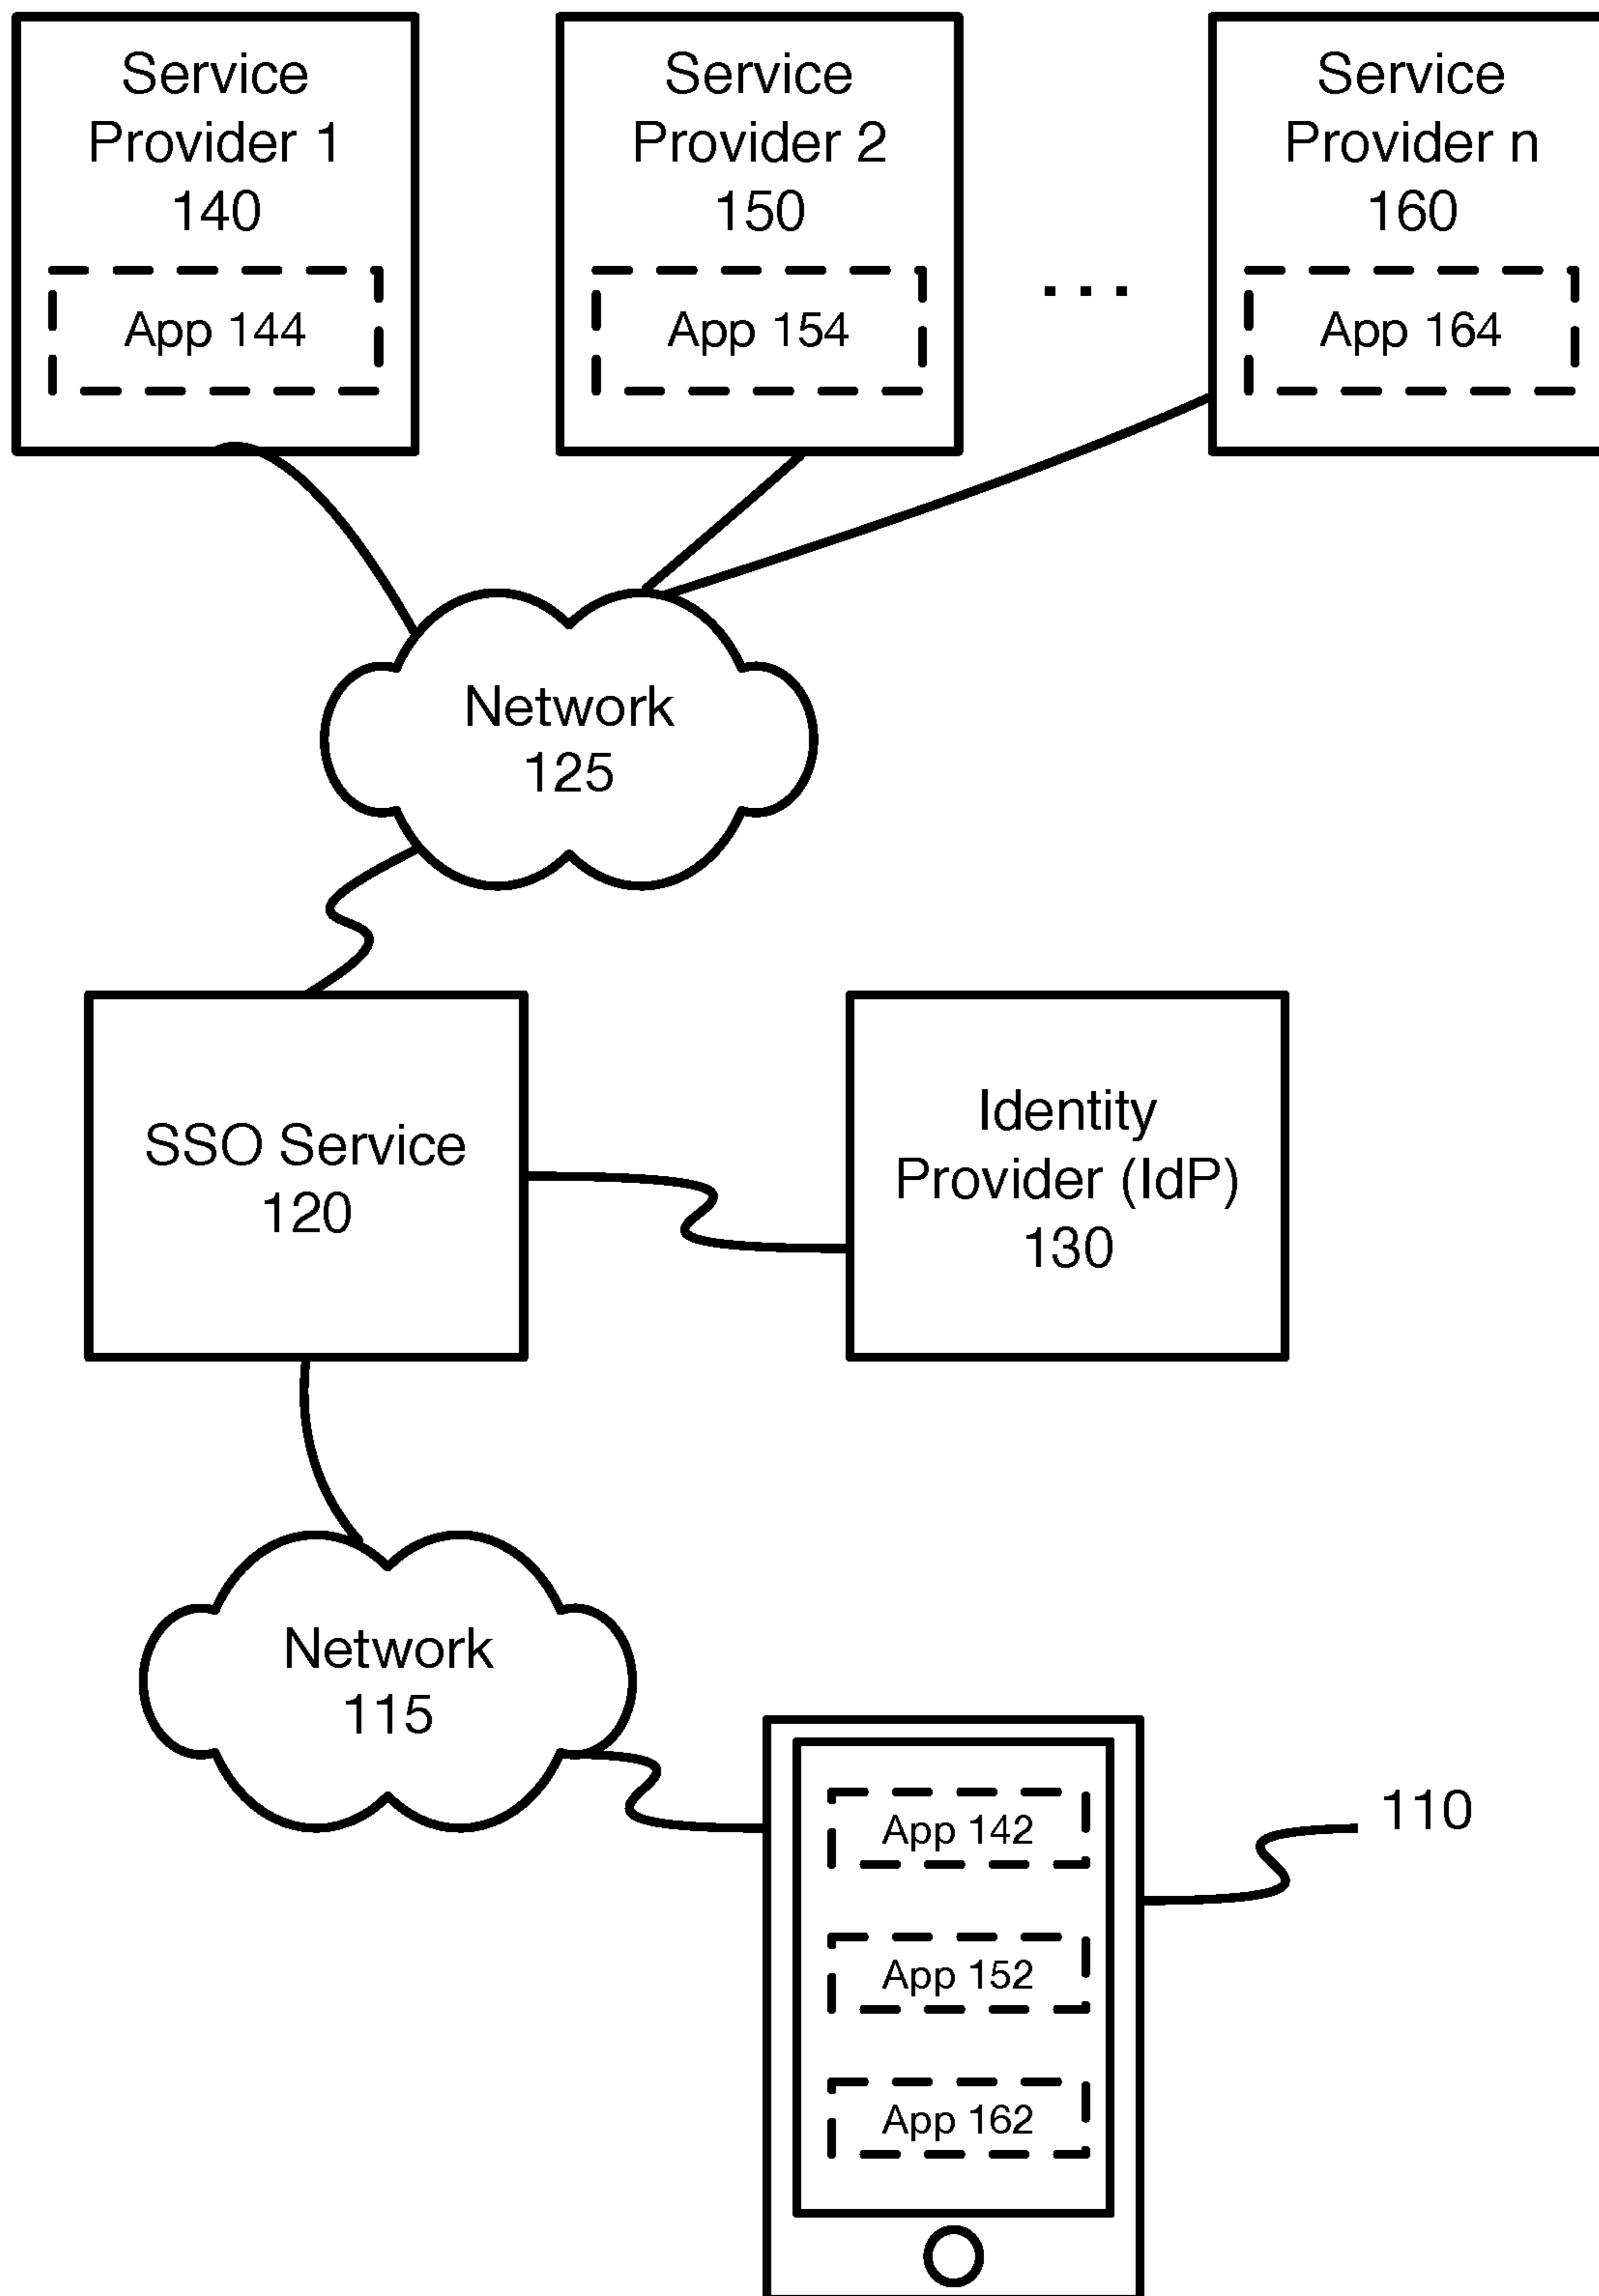 Service
Provider 1
140
App 144
Service
Provider 2
150
App 154
...
Service
Provider n
160
App 164
Network
125
SSO Service
120
Identity
Provider (IdP)
130
Network
115
App 142
App 152
App 162
110